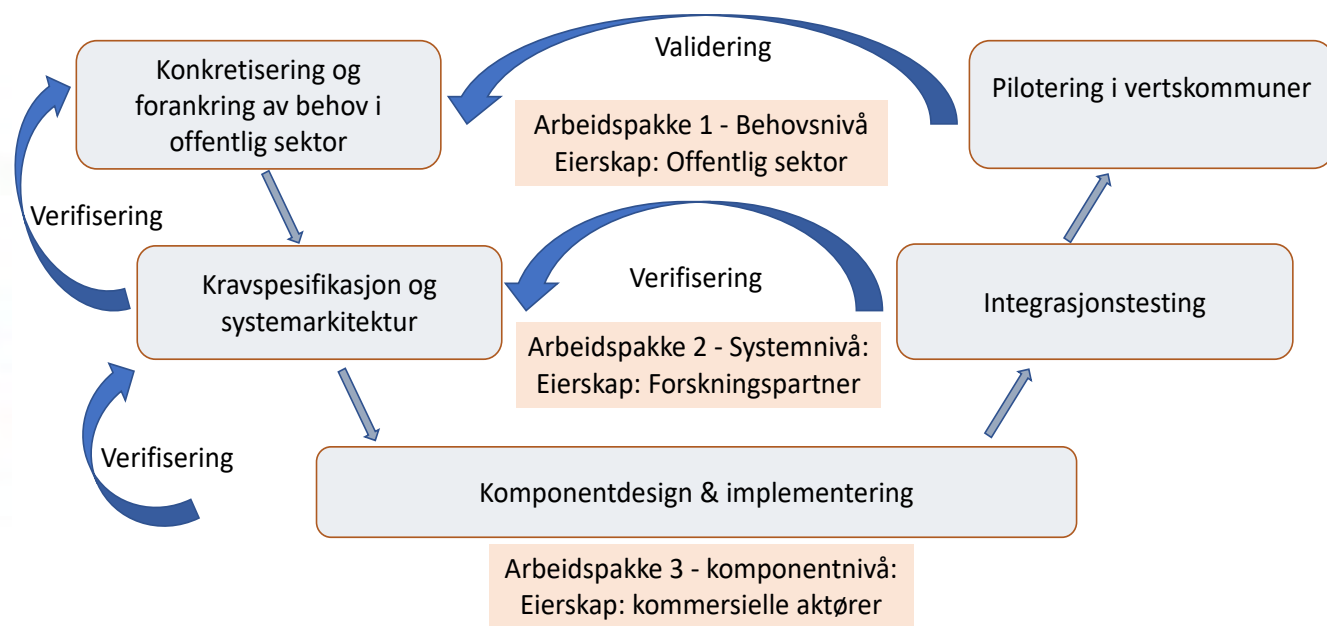 Validering
Konkretisering og
forankring av behov i
offentlig sektor
Pilotering i vertskommuner
Arbeidspakke 1 - Behovsnivå
Eierskap: Offentlig sektor
Verifisering
Kravspesifikasjon og
systemarkitektur
Verifisering
Integrasjonstesting
Arbeidspakke 2 - Systemnivå:
Eierskap: Forskningspartner
Verifisering
Komponentdesign & implementering
Arbeidspakke 3 - komponentnivå:
Eierskap: kommersielle aktører